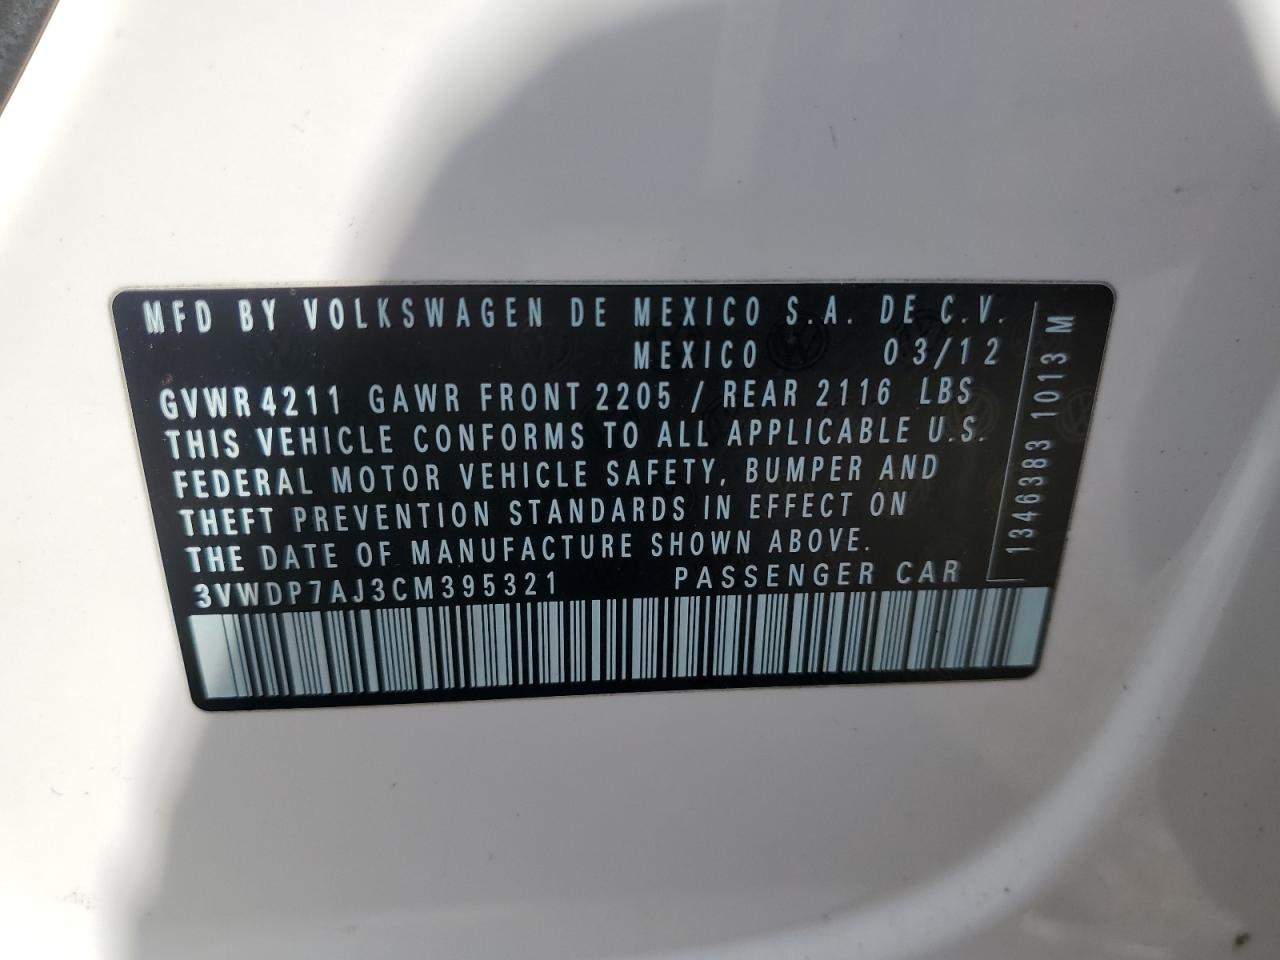 MFD BY VOLKSWAGEN DE MEXICO S.A. DE C.V.
MEXICO 03/12
GVWR 4211 GAWR FRONT 2205 / REAR 2116 LBS
THIS VEHICLE CONFORMS TO ALL APPLICABLE U.S.
FEDERAL MOTOR VEHICLE SAFETY, BUMPER AND
THEFT PREVENTION STANDARDS IN EFFECT ON
THE DATE OF MANUFACTURE SHOWN ABOVE.
3VWDP7AJ3CM395321 PASSENGER CAR
1346383 1013 M